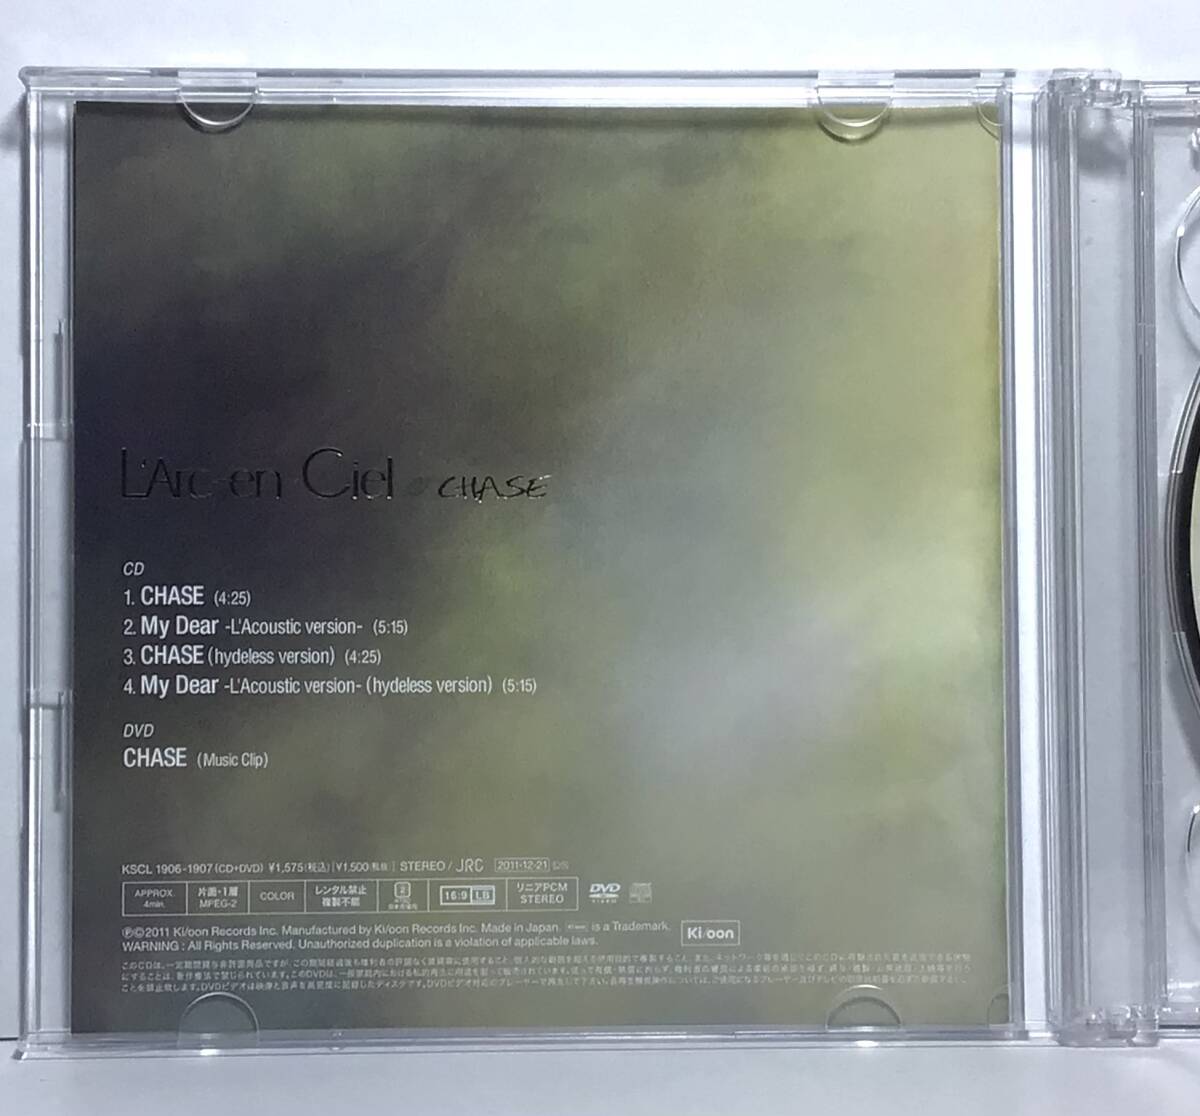 L'Arc~en~Ciel CHASE
CD
1. CHASE (4:25)
2. My Dear -L'Acoustic version- (5:15)
3. CHASE (hydeless version) (4:25)
4. My Dear -L'Acoustic version- (hydeless version) (5:15)
DVD
CHASE (Music Clip)
KSCL 1906-1907 (CD+DVD) ¥1,575(税込) [¥1,500(税抜)] STEREO / JRC 2011・12・21
APPROX. 4min. 片面・1層 MPEG-2 COLOR レンタル禁止 複製不能 2 16:9 LB リニアPCM STEREO DVD
Ⓟ©2011 Ki/oon Records Inc. Manufactured by Ki/oon Records Inc. Made in Japan. Ki/oon is a Trademark.
WARNING : All Rights Reserved. Unauthorized duplication is a violation of applicable laws.
Ki/oon